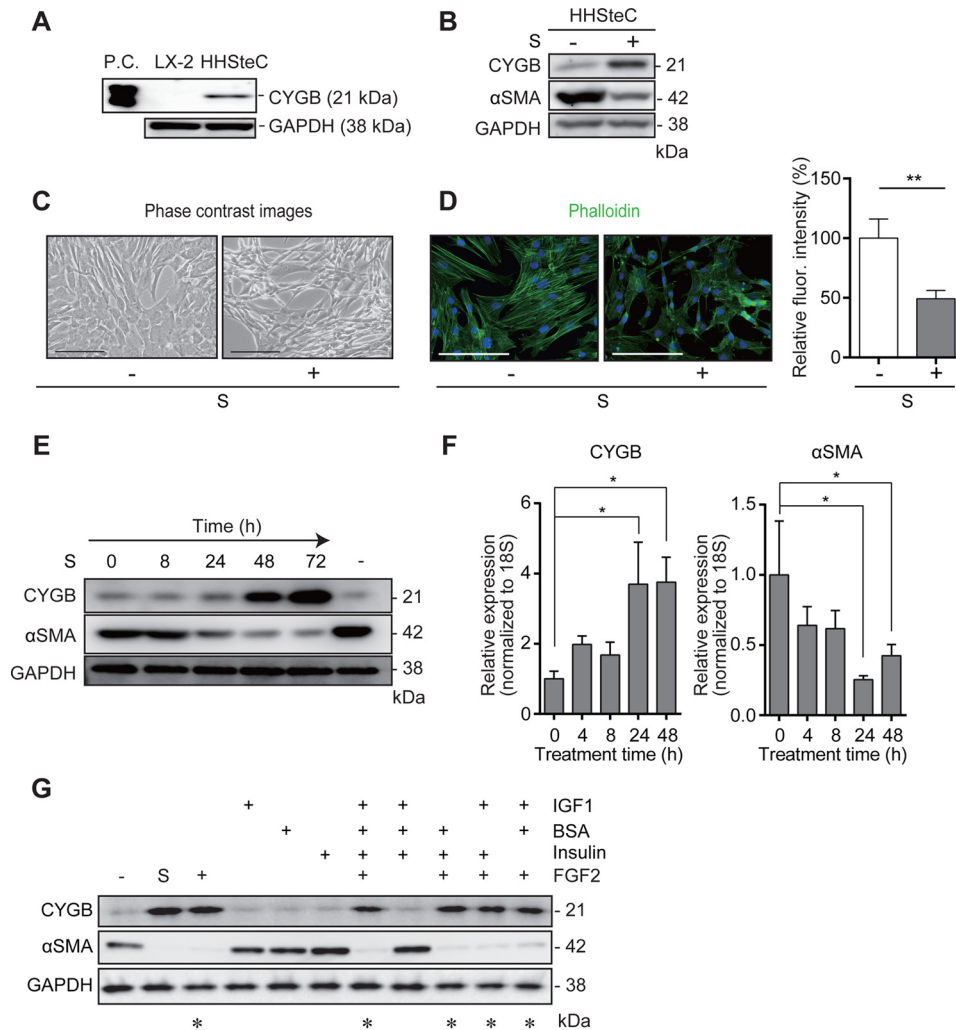 A
P.C. LX-2 HHSteC
CYGB (21 kDa)
GAPDH (38 kDa)
B
HHSteC
S - +
CYGB - 21
αSMA - 42
GAPDH - 38
kDa
C
Phase contrast images
- +
S
D
Phalloidin
- +
S
Relative fluor. intensity (%)
150
100
50
0
**
- +
S
E
Time (h)
S 0 8 24 48 72 -
CYGB - 21
αSMA - 42
GAPDH - 38
kDa
F
CYGB
Relative expression
(normalized to 18S)
6
4
2
0
*
*
0 4 8 24 48
Treatment time (h)
αSMA
Relative expression
(normalized to 18S)
1.5
1.0
0.5
0.0
*
*
0 4 8 24 48
Treatment time (h)
G
+ + + + + IGF1
+ + + + + BSA
+ + + + + Insulin
- S + + + + + FGF2
CYGB - 21
αSMA - 42
GAPDH - 38
* * * * * kDa